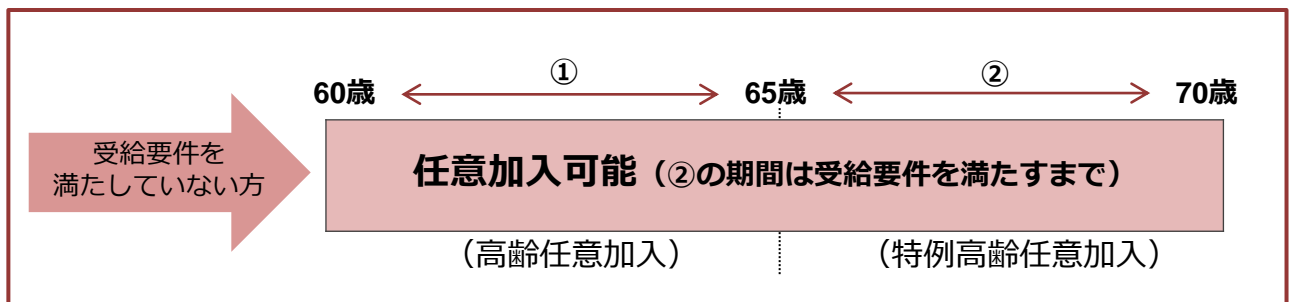 ① ②
60歳 65歳 70歳
受給要件を
満たしていない方
任意加入可能（②の期間は受給要件を満たすまで）
（高齢任意加入） （特例高齢任意加入）